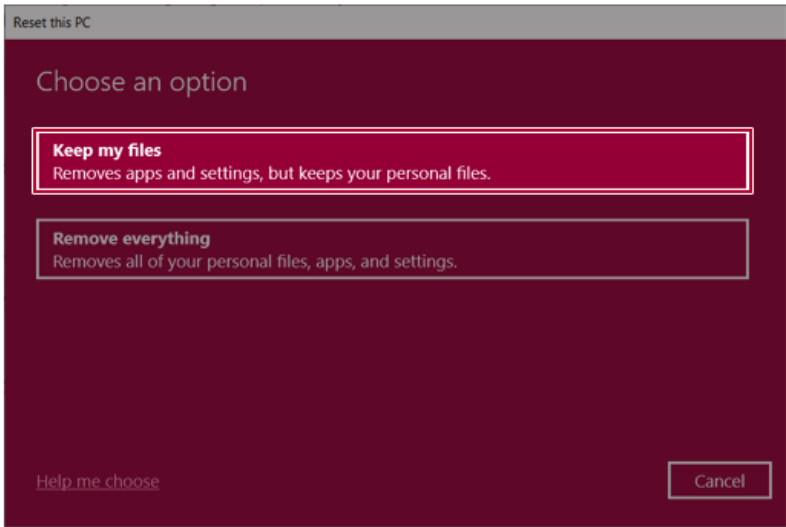 Reset this PC
Choose an option
Keep my files
Removes apps and settings, but keeps your personal files.
Remove everything
Removes all of your personal files, apps, and settings.
Help me choose
Cancel